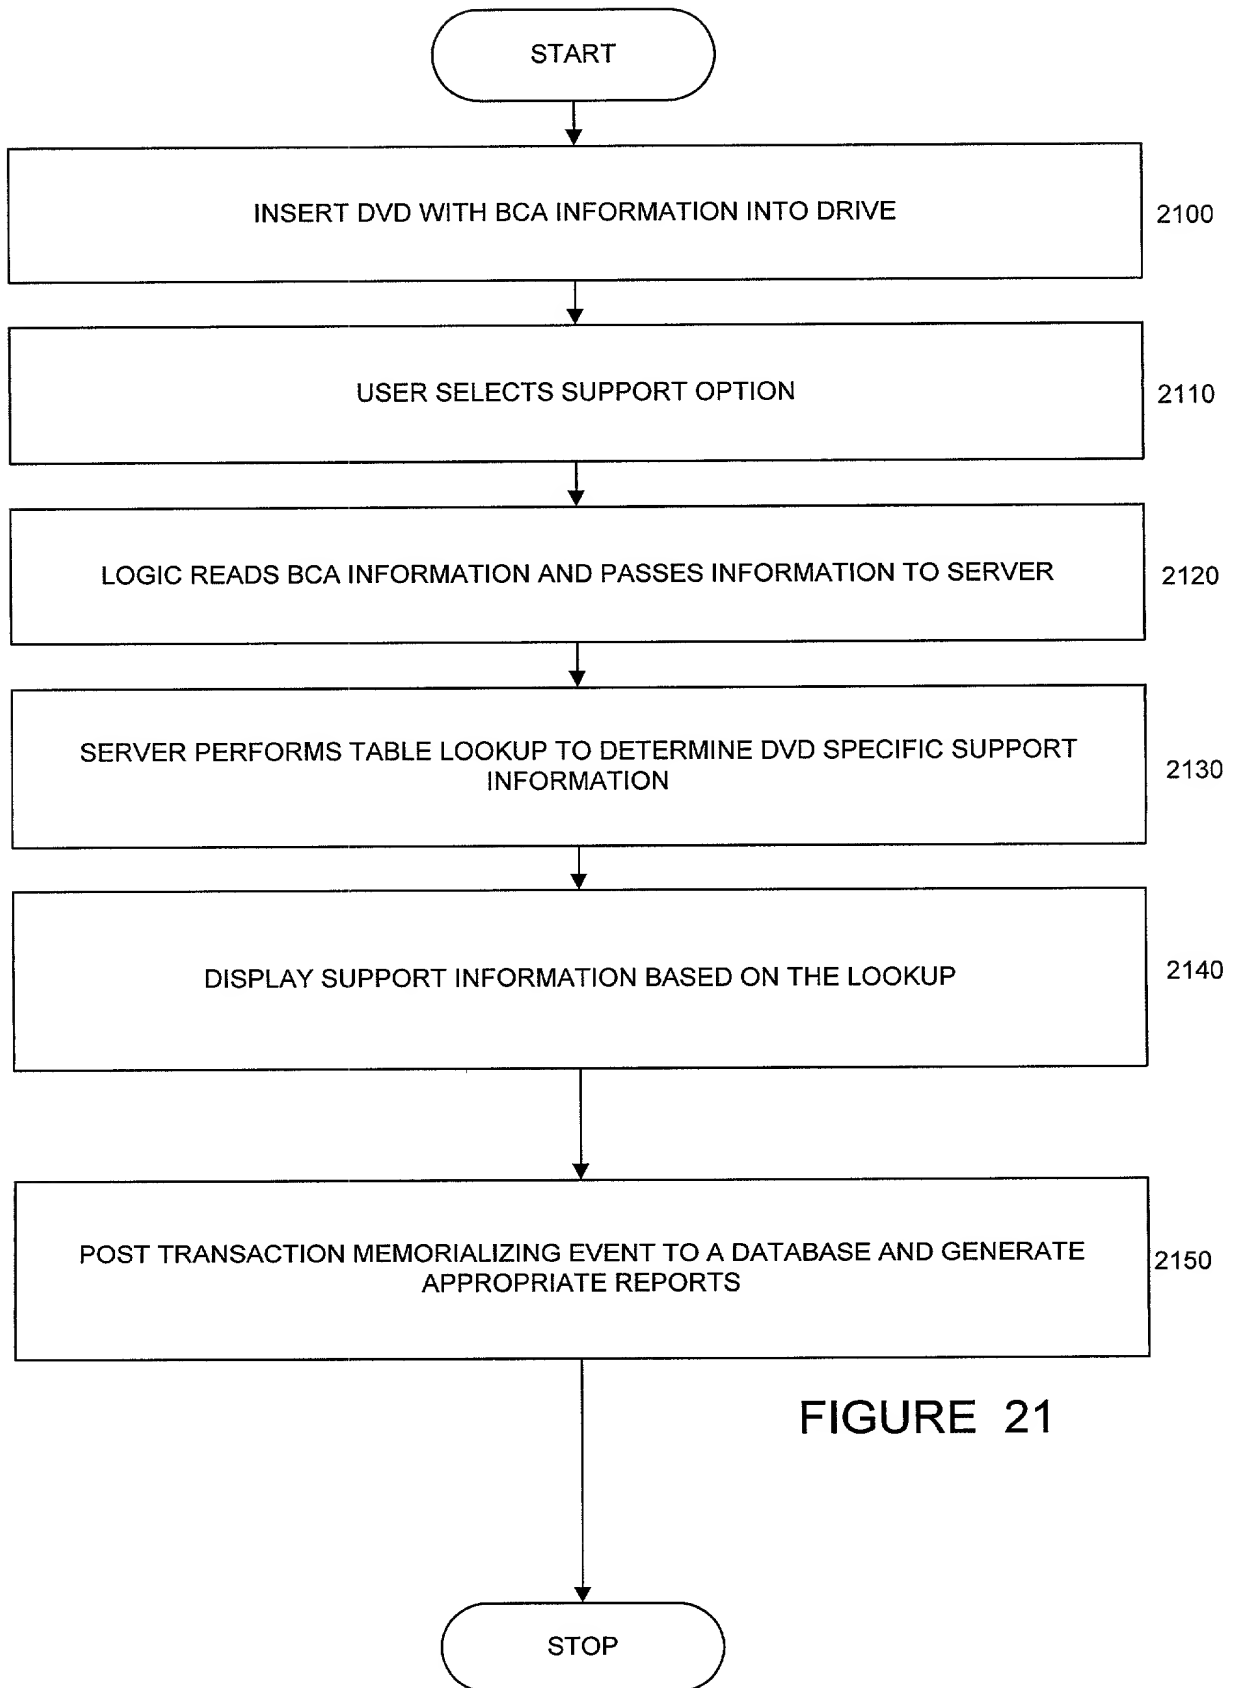 START
INSERT DVD WITH BCA INFORMATION INTO DRIVE
2100
USER SELECTS SUPPORT OPTION
2110
LOGIC READS BCA INFORMATION AND PASSES INFORMATION TO SERVER
2120
SERVER PERFORMS TABLE LOOKUP TO DETERMINE DVD SPECIFIC SUPPORT
INFORMATION
2130
DISPLAY SUPPORT INFORMATION BASED ON THE LOOKUP
2140
POST TRANSACTION MEMORIALIZING EVENT TO A DATABASE AND GENERATE
APPROPRIATE REPORTS
2150
FIGURE 21
STOP